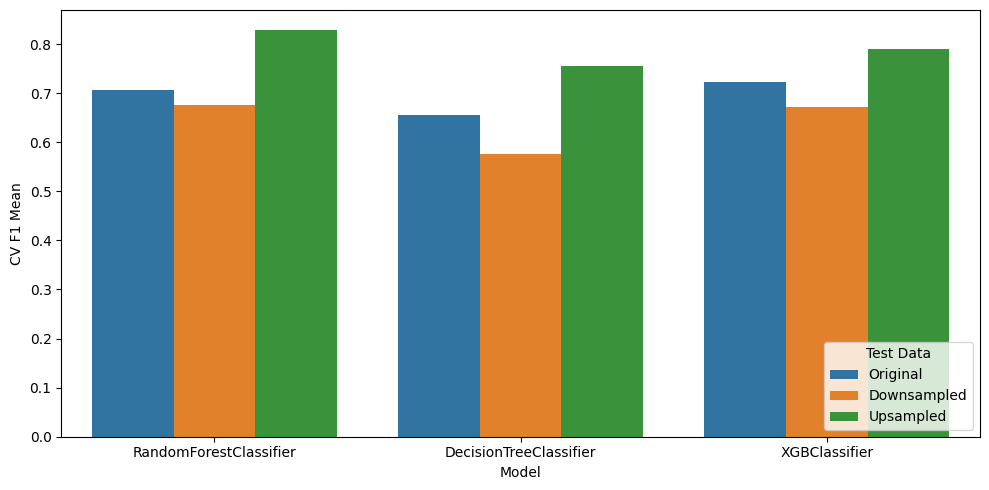 CV F1 Mean
0.8
0.7
0.6
0.5
0.4
0.3
0.2
0.1
0.0
Test Data
Original
Downsampled
Upsampled
RandomForestClassifier
DecisionTreeClassifier
XGBClassifier
Model